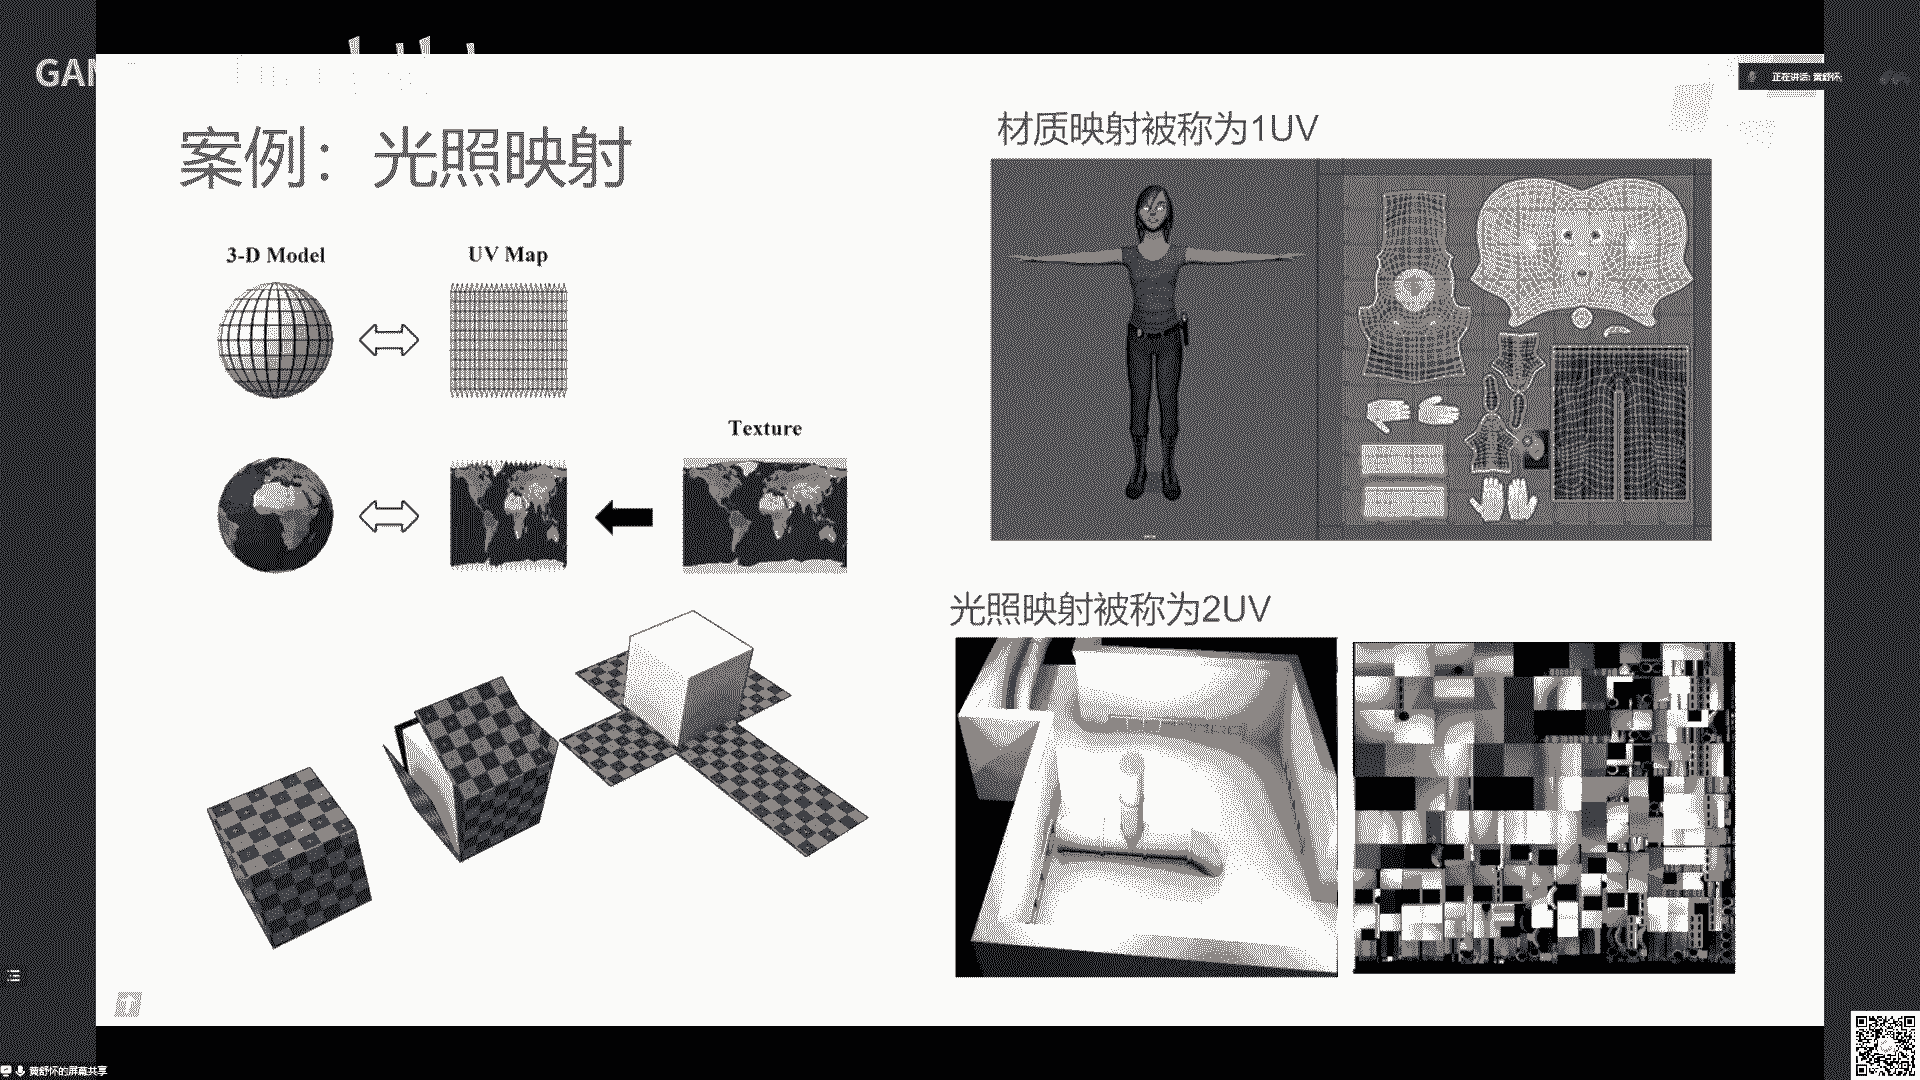 GAM
正在讲话: 黄舒怀;
案例：光照映射
材质映射被称为1UV
3-D Model
UV Map
Texture
光照映射被称为2UV
黄舒怀的屏幕共享